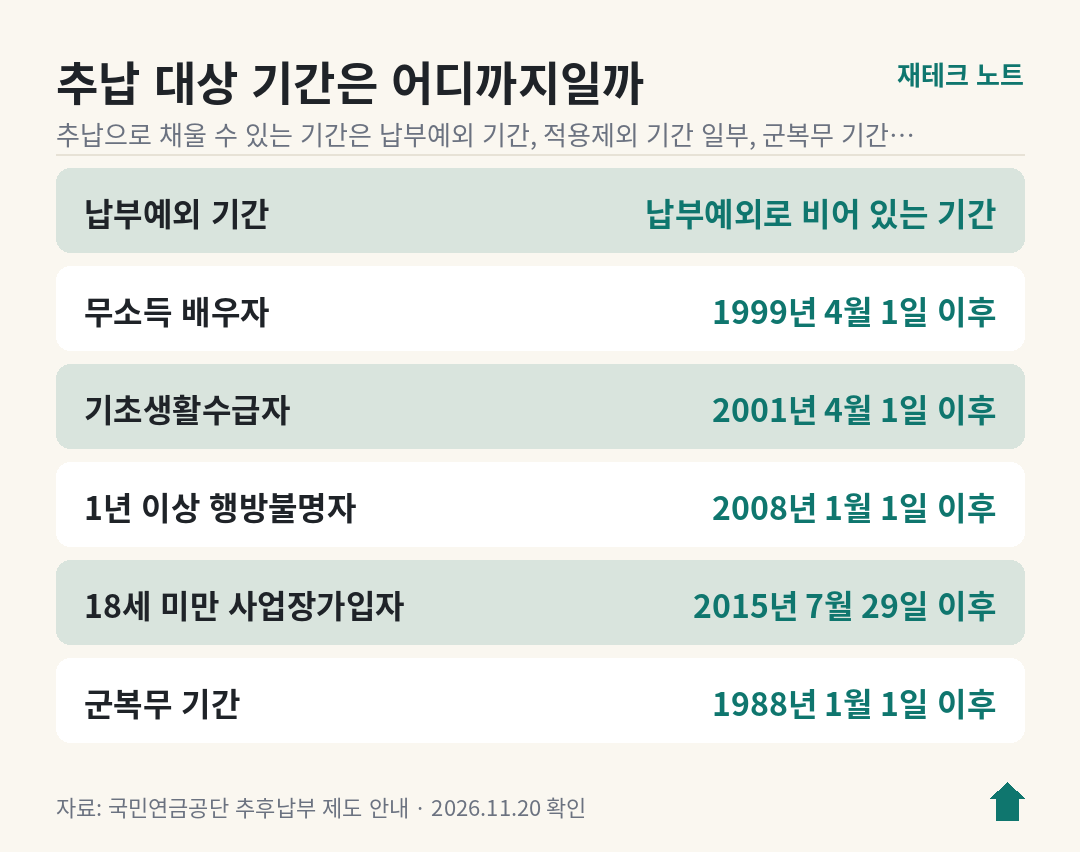 추납 대상 기간은 어디까지일까
재테크 노트
추납으로 채울 수 있는 기간은 납부예외 기간, 적용제외 기간 일부, 군복무 기간…
납부예외 기간 납부예외로 비어 있는 기간
무소득 배우자 1999년 4월 1일 이후
기초생활수급자 2001년 4월 1일 이후
1년 이상 행방불명자 2008년 1월 1일 이후
18세 미만 사업장가입자 2015년 7월 29일 이후
군복무 기간 1988년 1월 1일 이후
자료: 국민연금공단 추후납부 제도 안내 · 2026.11.20 확인